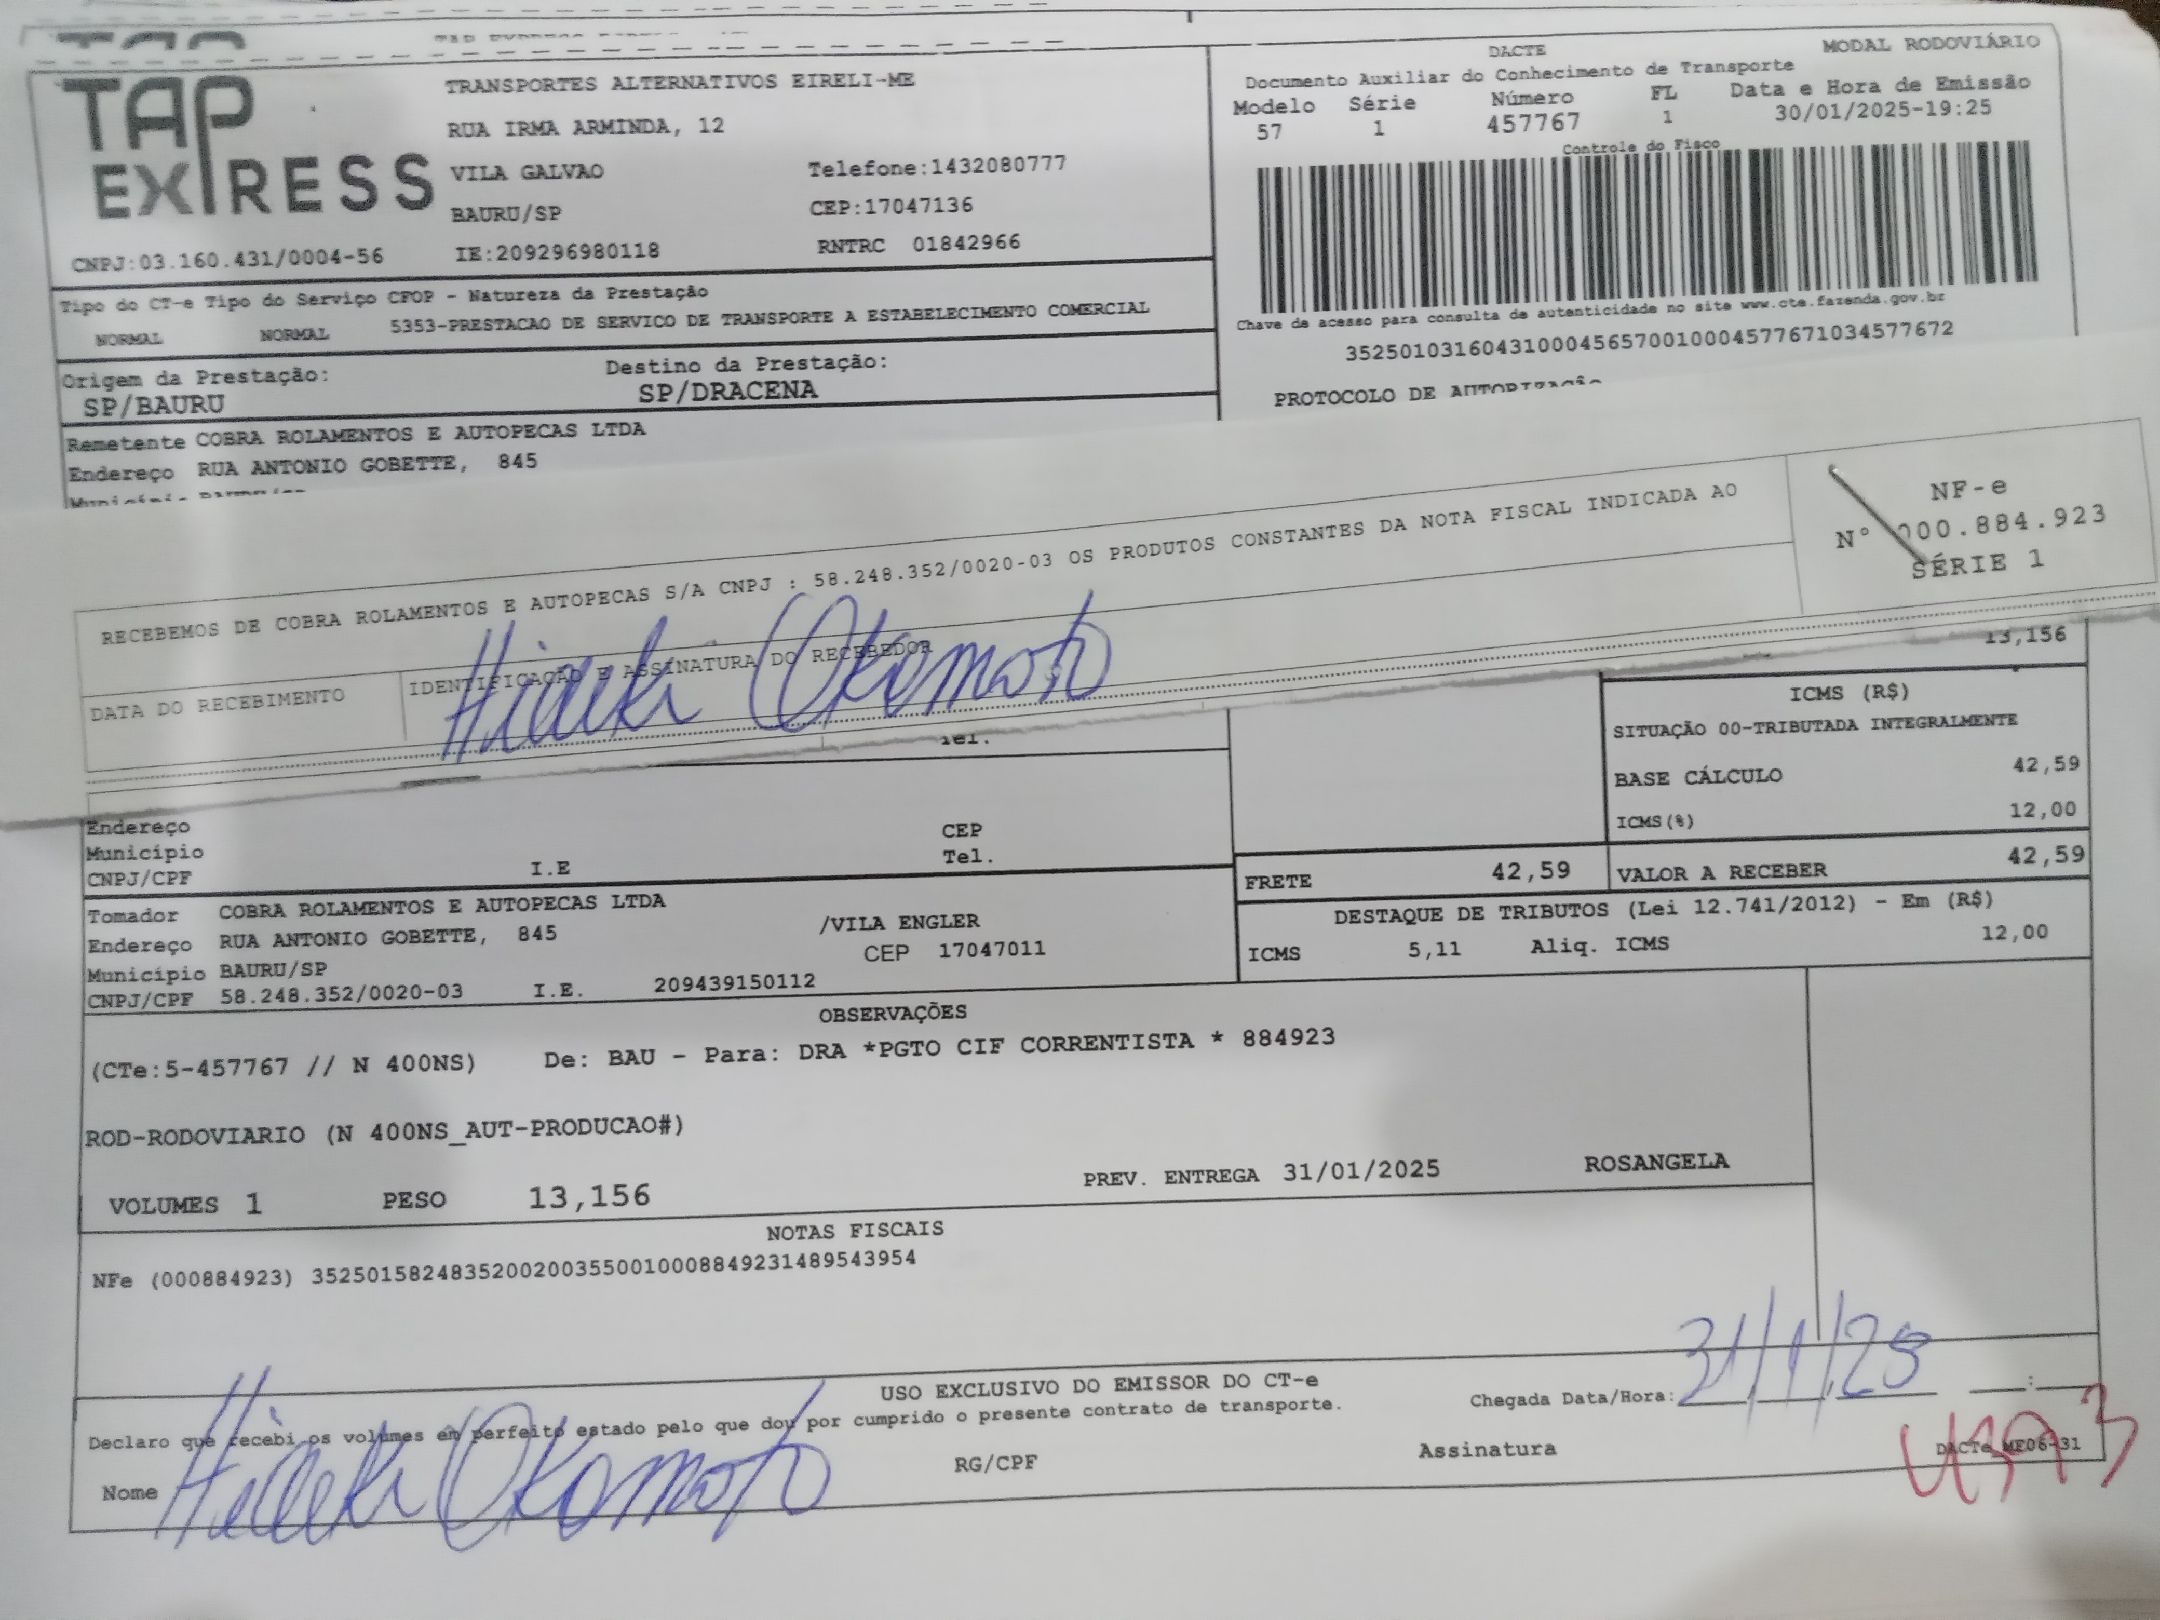 TAP EXPRESS
TRANSPORTES ALTERNATIVOS EIRELI-ME
RUA IRMA ARMINDA, 12
VILA GALVAO Telefone:1432080777
BAURU/SP CEP:17047136
CNPJ:03.160.431/0004-56 IE:209296980118 RNTRC 01842966
DACTE MODAL RODOVIÁRIO
Documento Auxiliar do Conhecimento de Transporte
Modelo Série Número FL Data e Hora de Emissão
57 1 457767 1 30/01/2025-19:25
Controle do Fisco
Chave de acesso para consulta de autenticidade no site www.cte.fazenda.gov.br
35250103160431000456570010004577671034577672
PROTOCOLO DE AUTORIZAÇÃO
Tipo do CT-e Tipo do Serviço CFOP - Natureza da Prestação
NORMAL NORMAL 5353-PRESTACAO DE SERVICO DE TRANSPORTE A ESTABELECIMENTO COMERCIAL
Origem da Prestação: Destino da Prestação:
SP/BAURU SP/DRACENA
Remetente COBRA ROLAMENTOS E AUTOPECAS LTDA
Endereço RUA ANTONIO GOBETTE, 845
RECEBEMOS DE COBRA ROLAMENTOS E AUTOPECAS S/A CNPJ : 58.248.352/0020-03 OS PRODUTOS CONSTANTES DA NOTA FISCAL INDICADA AO
NF-e
Nº 000.884.923
SÉRIE 1
DATA DO RECEBIMENTO IDENTIFICAÇÃO E ASSINATURA DO RECEBEDOR
Hideki Okamoto
13,156
ICMS (R$)
SITUAÇÃO 00-TRIBUTADA INTEGRALMENTE
BASE CÁLCULO 42,59
ICMS(%) 12,00
Tel.
Endereço CEP
Município Tel.
CNPJ/CPF I.E
FRETE 42,59 VALOR A RECEBER 42,59
Tomador COBRA ROLAMENTOS E AUTOPECAS LTDA
Endereço RUA ANTONIO GOBETTE, 845 /VILA ENGLER
Município BAURU/SP CEP 17047011
CNPJ/CPF 58.248.352/0020-03 I.E. 209439150112
DESTAQUE DE TRIBUTOS (Lei 12.741/2012) - Em (R$)
ICMS 5,11 Aliq. ICMS 12,00
OBSERVAÇÕES
(CTe:5-457767 // N 400NS) De: BAU - Para: DRA *PGTO CIF CORRENTISTA * 884923
ROD-RODOVIARIO (N 400NS_AUT-PRODUCAO#)
VOLUMES 1 PESO 13,156 PREV. ENTREGA 31/01/2025 ROSANGELA
NOTAS FISCAIS
NFe (000884923) 35250158248352002003550010008849231489543954
USO EXCLUSIVO DO EMISSOR DO CT-e
Declaro que recebi os volumes em perfeito estado pelo que dou por cumprido o presente contrato de transporte.
Chegada Data/Hora: 31/1/25 :
Nome Hideki Okamoto RG/CPF Assinatura
DACTe MF06-31